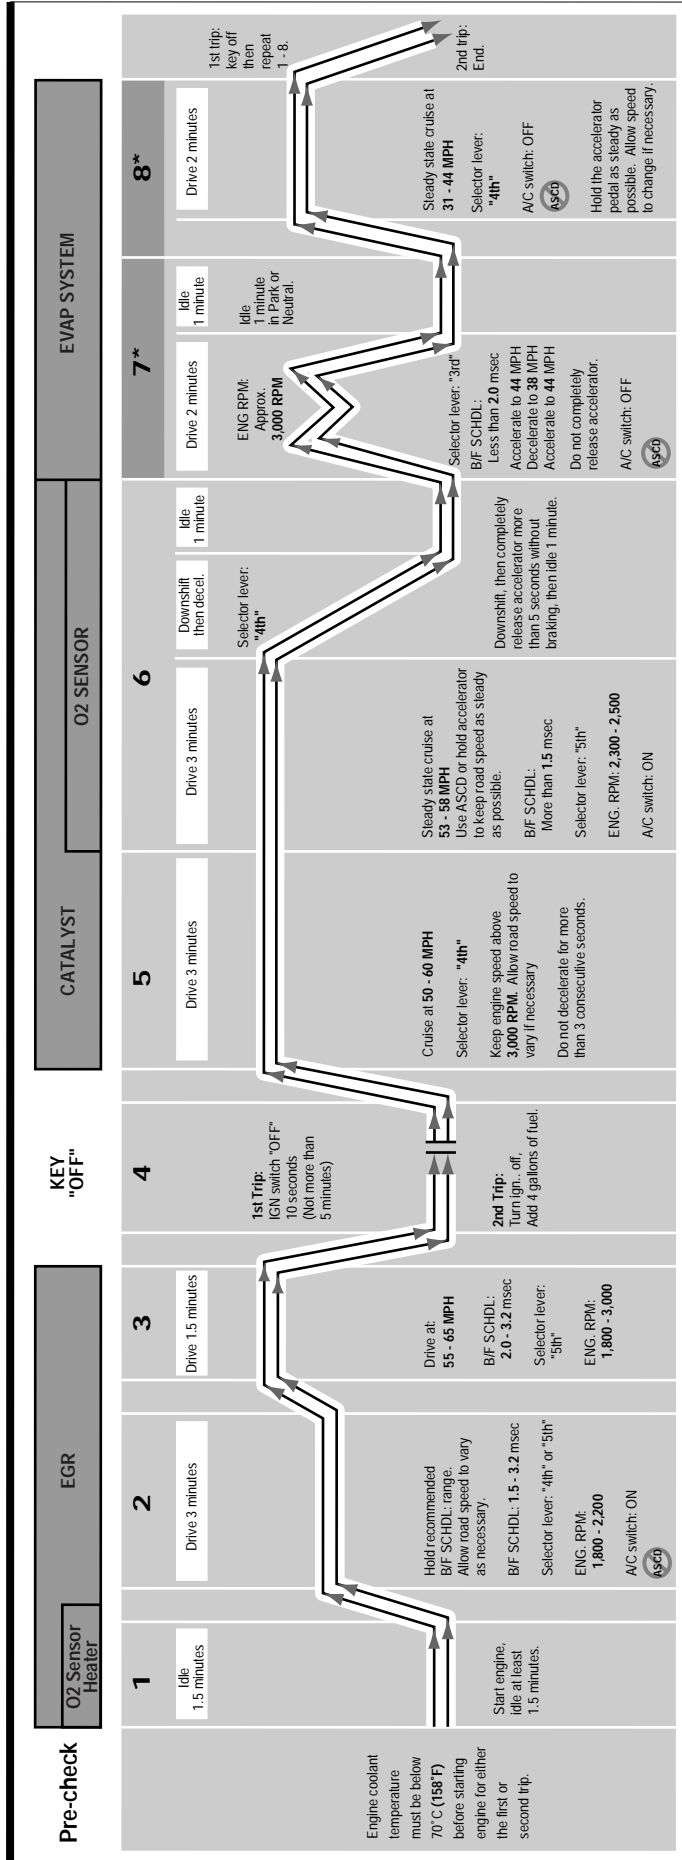 Pre-check
O2 Sensor
Heater
EGR
KEY
"OFF"
CATALYST
O2 SENSOR
EVAP SYSTEM
Engine coolant
temperature
must be below
70˚C (158˚F)
before starting
engine for either
the first or
second trip.
1
Idle
1.5 minutes
Start engine,
idle at least
1.5 minutes.
2
Drive 3 minutes
Hold recommended
B/F SCHDL: range.
Allow road speed to vary
as necessary.
B/F SCHDL: 1.5 - 3.2 msec
Selector lever: "4th" or "5th"
ENG. RPM:
1,800 - 2,200
A/C switch: ON
ASCD
3
Drive 1.5 minutes
Drive at:
55 - 65 MPH
B/F SCHDL:
2.0 - 3.2 msec
Selector lever:
"5th"
ENG. RPM:
1,800 - 3,000
4
1st Trip:
IGN switch "OFF"
10 seconds
(Not more than
5 minutes)
2nd Trip:
Turn ign.. off,
Add 4 gallons of fuel.
5
Drive 3 minutes
Cruise at 50 - 60 MPH
Selector lever: "4th"
Keep engine speed above
3,000 RPM. Allow road speed to
vary if necessary
Do not decelerate for more
than 3 consecutive seconds.
6
Drive 3 minutes
Steady state cruise at
53 - 58 MPH
Use ASCD or hold accelerator
to keep road speed as steady
as possible.
B/F SCHDL:
More than 1.5 msec
Selector lever: "5th"
ENG. RPM: 2,300 - 2,500
A/C switch: ON
Downshift
then decel.
Selector lever:
"4th"
Idle
1 minute
Downshift, then completely
release accelerator more
than 5 seconds without
braking, then idle 1 minute.
7*
Drive 2 minutes
ENG RPM:
Approx.
3,000 RPM
Selector lever: "3rd"
B/F SCHDL:
Less than 2.0 msec
Accelerate to 44 MPH
Decelerate to 38 MPH
Accelerate to 44 MPH
Do not completely
release accelerator.
A/C switch: OFF
ASCD
Idle
1 minute
Idle
1 minute
in Park or
Neutral.
8*
Drive 2 minutes
Steady state cruise at
31 - 44 MPH
Selector lever:
"4th"
A/C switch: OFF
ASCD
Hold the accelerator
pedal as steady as
possible. Allow speed
to change if necessary.
1st trip:
key off
then
repeat
1 - 8.
2nd trip:
End.